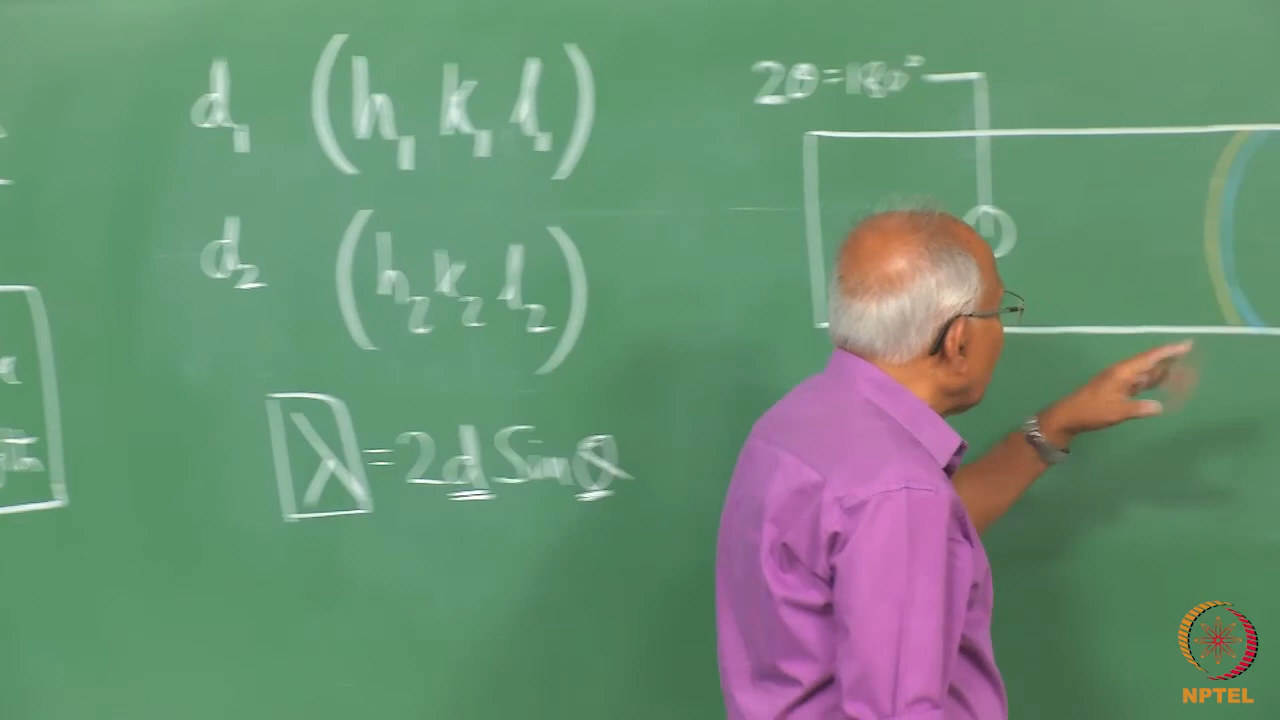 d₁ (h₁ k₁ l₁)
d₂ (h₂ k₂ l₂)
λ = 2d Sinθ
2θ=180°
NPTEL